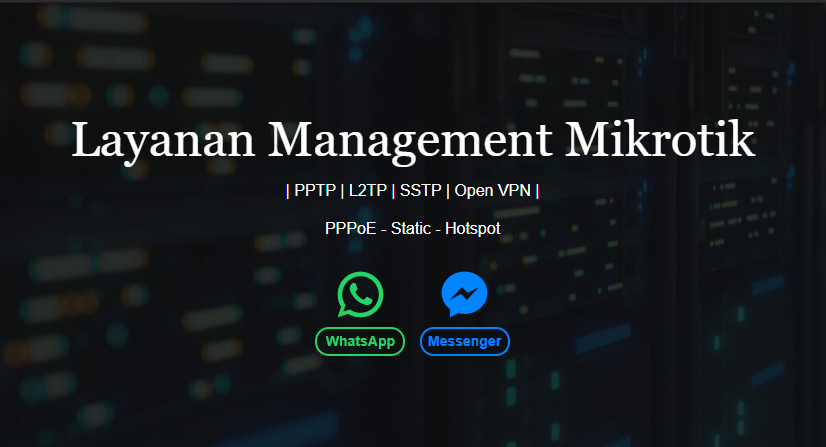 Layanan Management Mikrotik
| PPTP | L2TP | SSTP | Open VPN |
PPPoE - Static - Hotspot
WhatsApp Messenger